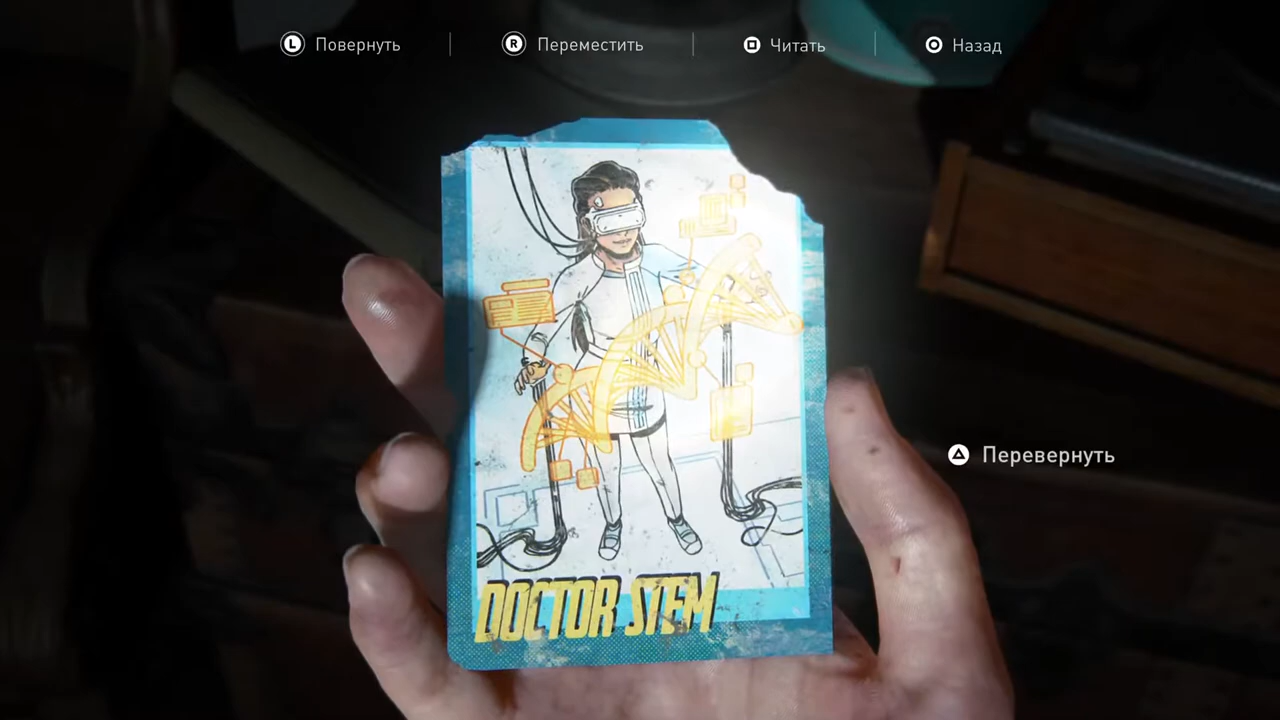 L Повернуть
R Переместить
Читать
Назад
Перевернуть
DOCTOR STEM